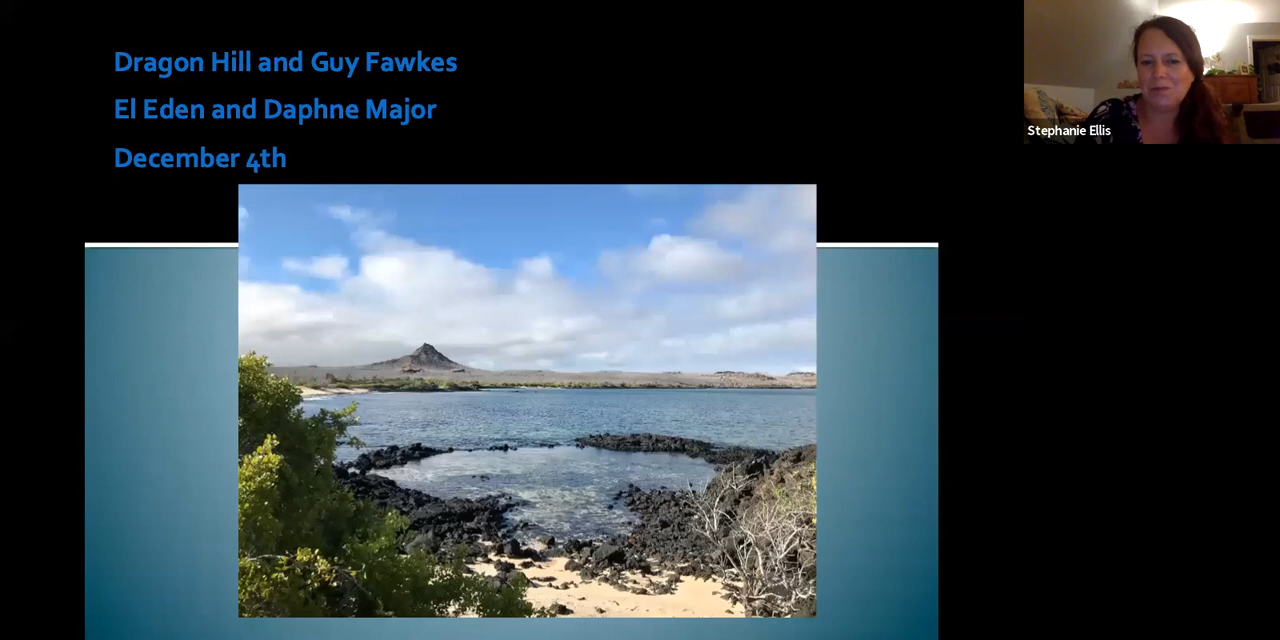 Dragon Hill and Guy Fawkes
El Eden and Daphne Major
December 4th
Stephanie Ellis